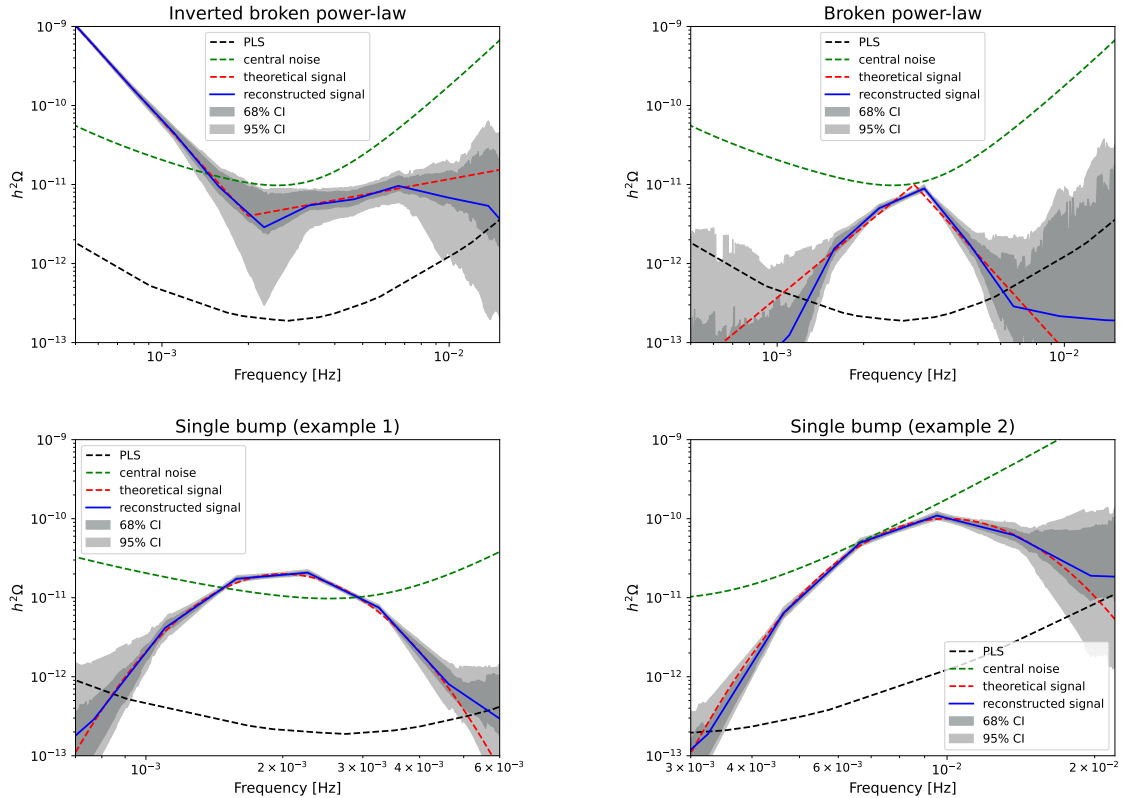 Inverted broken power-law
10⁻⁹
10⁻¹⁰
10⁻¹¹
10⁻¹²
10⁻¹³
h²Ω
PLS
central noise
theoretical signal
reconstructed signal
68% CI
95% CI
10⁻³
10⁻²
Frequency [Hz]
Broken power-law
10⁻⁹
10⁻¹⁰
10⁻¹¹
10⁻¹²
10⁻¹³
h²Ω
PLS
central noise
theoretical signal
reconstructed signal
68% CI
95% CI
10⁻³
10⁻²
Frequency [Hz]
Single bump (example 1)
10⁻⁹
10⁻¹⁰
10⁻¹¹
10⁻¹²
10⁻¹³
h²Ω
PLS
central noise
theoretical signal
reconstructed signal
68% CI
95% CI
10⁻³
2 × 10⁻³
3 × 10⁻³
4 × 10⁻³
6 × 10⁻³
Frequency [Hz]
Single bump (example 2)
10⁻⁹
10⁻¹⁰
10⁻¹¹
10⁻¹²
10⁻¹³
h²Ω
PLS
central noise
theoretical signal
reconstructed signal
68% CI
95% CI
3 × 10⁻³
4 × 10⁻³
6 × 10⁻³
10⁻²
2 × 10⁻²
Frequency [Hz]